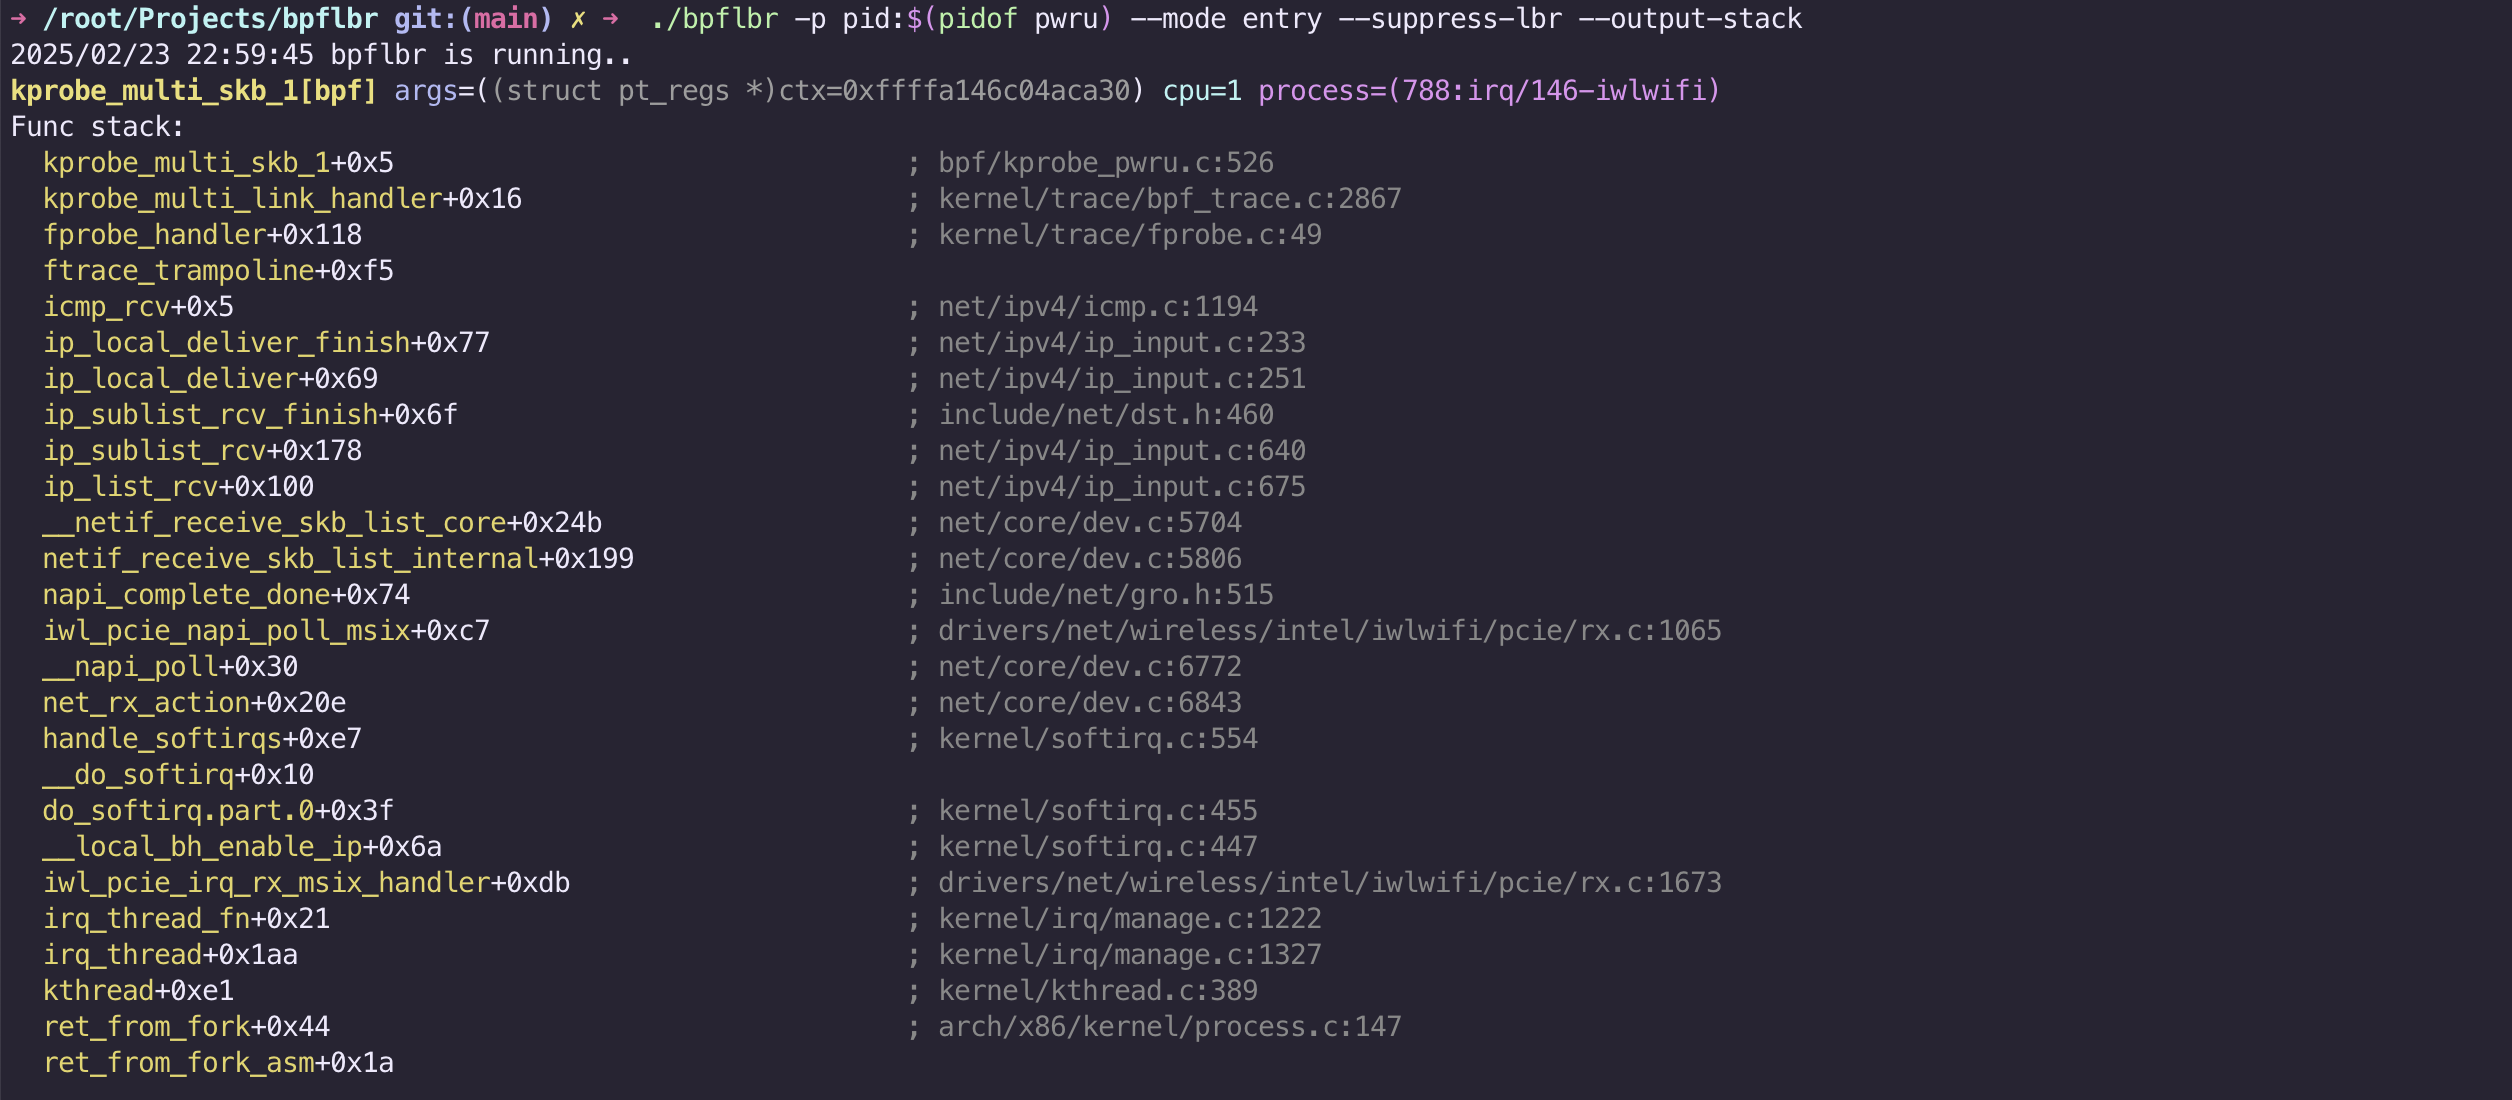 ➜ /root/Projects/bpflbr git:(main) ✗ ➜ ./bpflbr -p pid:$(pidof pwru) --mode entry --suppress-lbr --output-stack
2025/02/23 22:59:45 bpflbr is running..
kprobe_multi_skb_1[bpf] args=((struct pt_regs *)ctx=0xffffa146c04aca30) cpu=1 process=(788:irq/146-iwlwifi)
Func stack:
kprobe_multi_skb_1+0x5 ; bpf/kprobe_pwru.c:526
kprobe_multi_link_handler+0x16 ; kernel/trace/bpf_trace.c:2867
fprobe_handler+0x118 ; kernel/trace/fprobe.c:49
ftrace_trampoline+0xf5
icmp_rcv+0x5 ; net/ipv4/icmp.c:1194
ip_local_deliver_finish+0x77 ; net/ipv4/ip_input.c:233
ip_local_deliver+0x69 ; net/ipv4/ip_input.c:251
ip_sublist_rcv_finish+0x6f ; include/net/dst.h:460
ip_sublist_rcv+0x178 ; net/ipv4/ip_input.c:640
ip_list_rcv+0x100 ; net/ipv4/ip_input.c:675
__netif_receive_skb_list_core+0x24b ; net/core/dev.c:5704
netif_receive_skb_list_internal+0x199 ; net/core/dev.c:5806
napi_complete_done+0x74 ; include/net/gro.h:515
iwl_pcie_napi_poll_msix+0xc7 ; drivers/net/wireless/intel/iwlwifi/pcie/rx.c:1065
__napi_poll+0x30 ; net/core/dev.c:6772
net_rx_action+0x20e ; net/core/dev.c:6843
handle_softirqs+0xe7 ; kernel/softirq.c:554
__do_softirq+0x10
do_softirq.part.0+0x3f ; kernel/softirq.c:455
__local_bh_enable_ip+0x6a ; kernel/softirq.c:447
iwl_pcie_irq_rx_msix_handler+0xdb ; drivers/net/wireless/intel/iwlwifi/pcie/rx.c:1673
irq_thread_fn+0x21 ; kernel/irq/manage.c:1222
irq_thread+0x1aa ; kernel/irq/manage.c:1327
kthread+0xe1 ; kernel/kthread.c:389
ret_from_fork+0x44 ; arch/x86/kernel/process.c:147
ret_from_fork_asm+0x1a